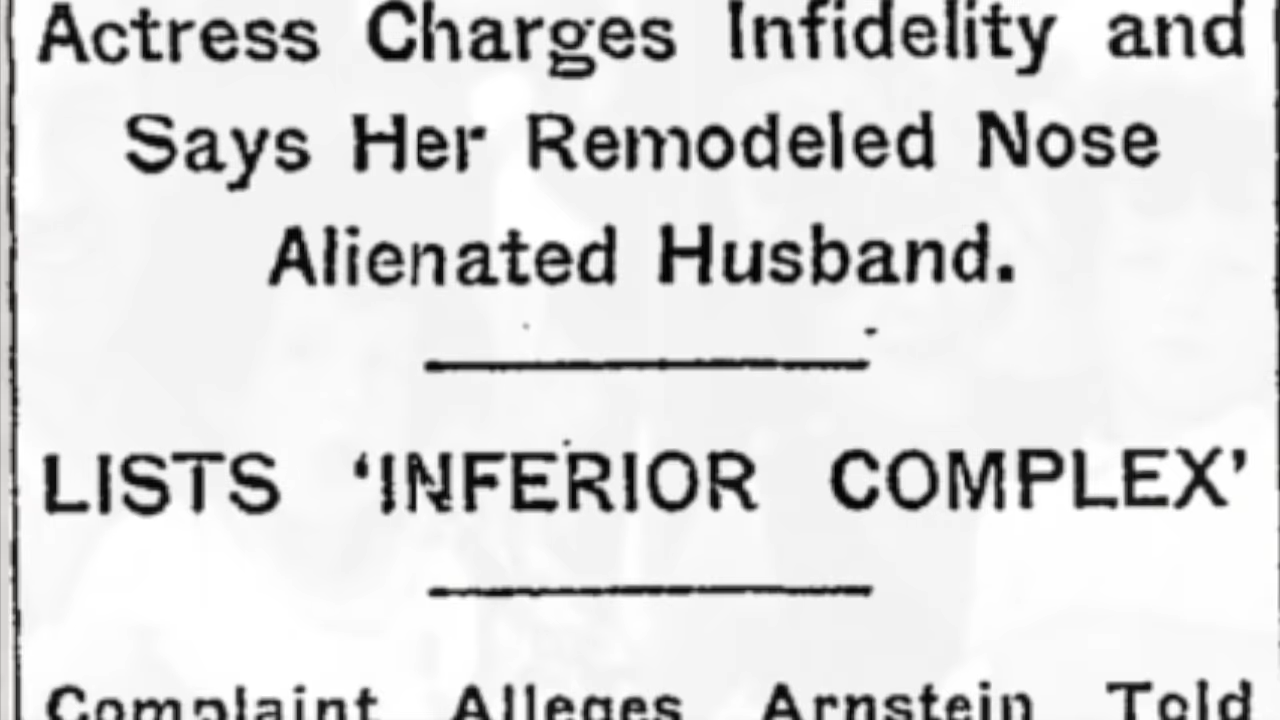 Actress Charges Infidelity and
Says Her Remodeled Nose
Alienated Husband.
LISTS 'INFERIOR COMPLEX'
Complaint Alleges Arnstein Told